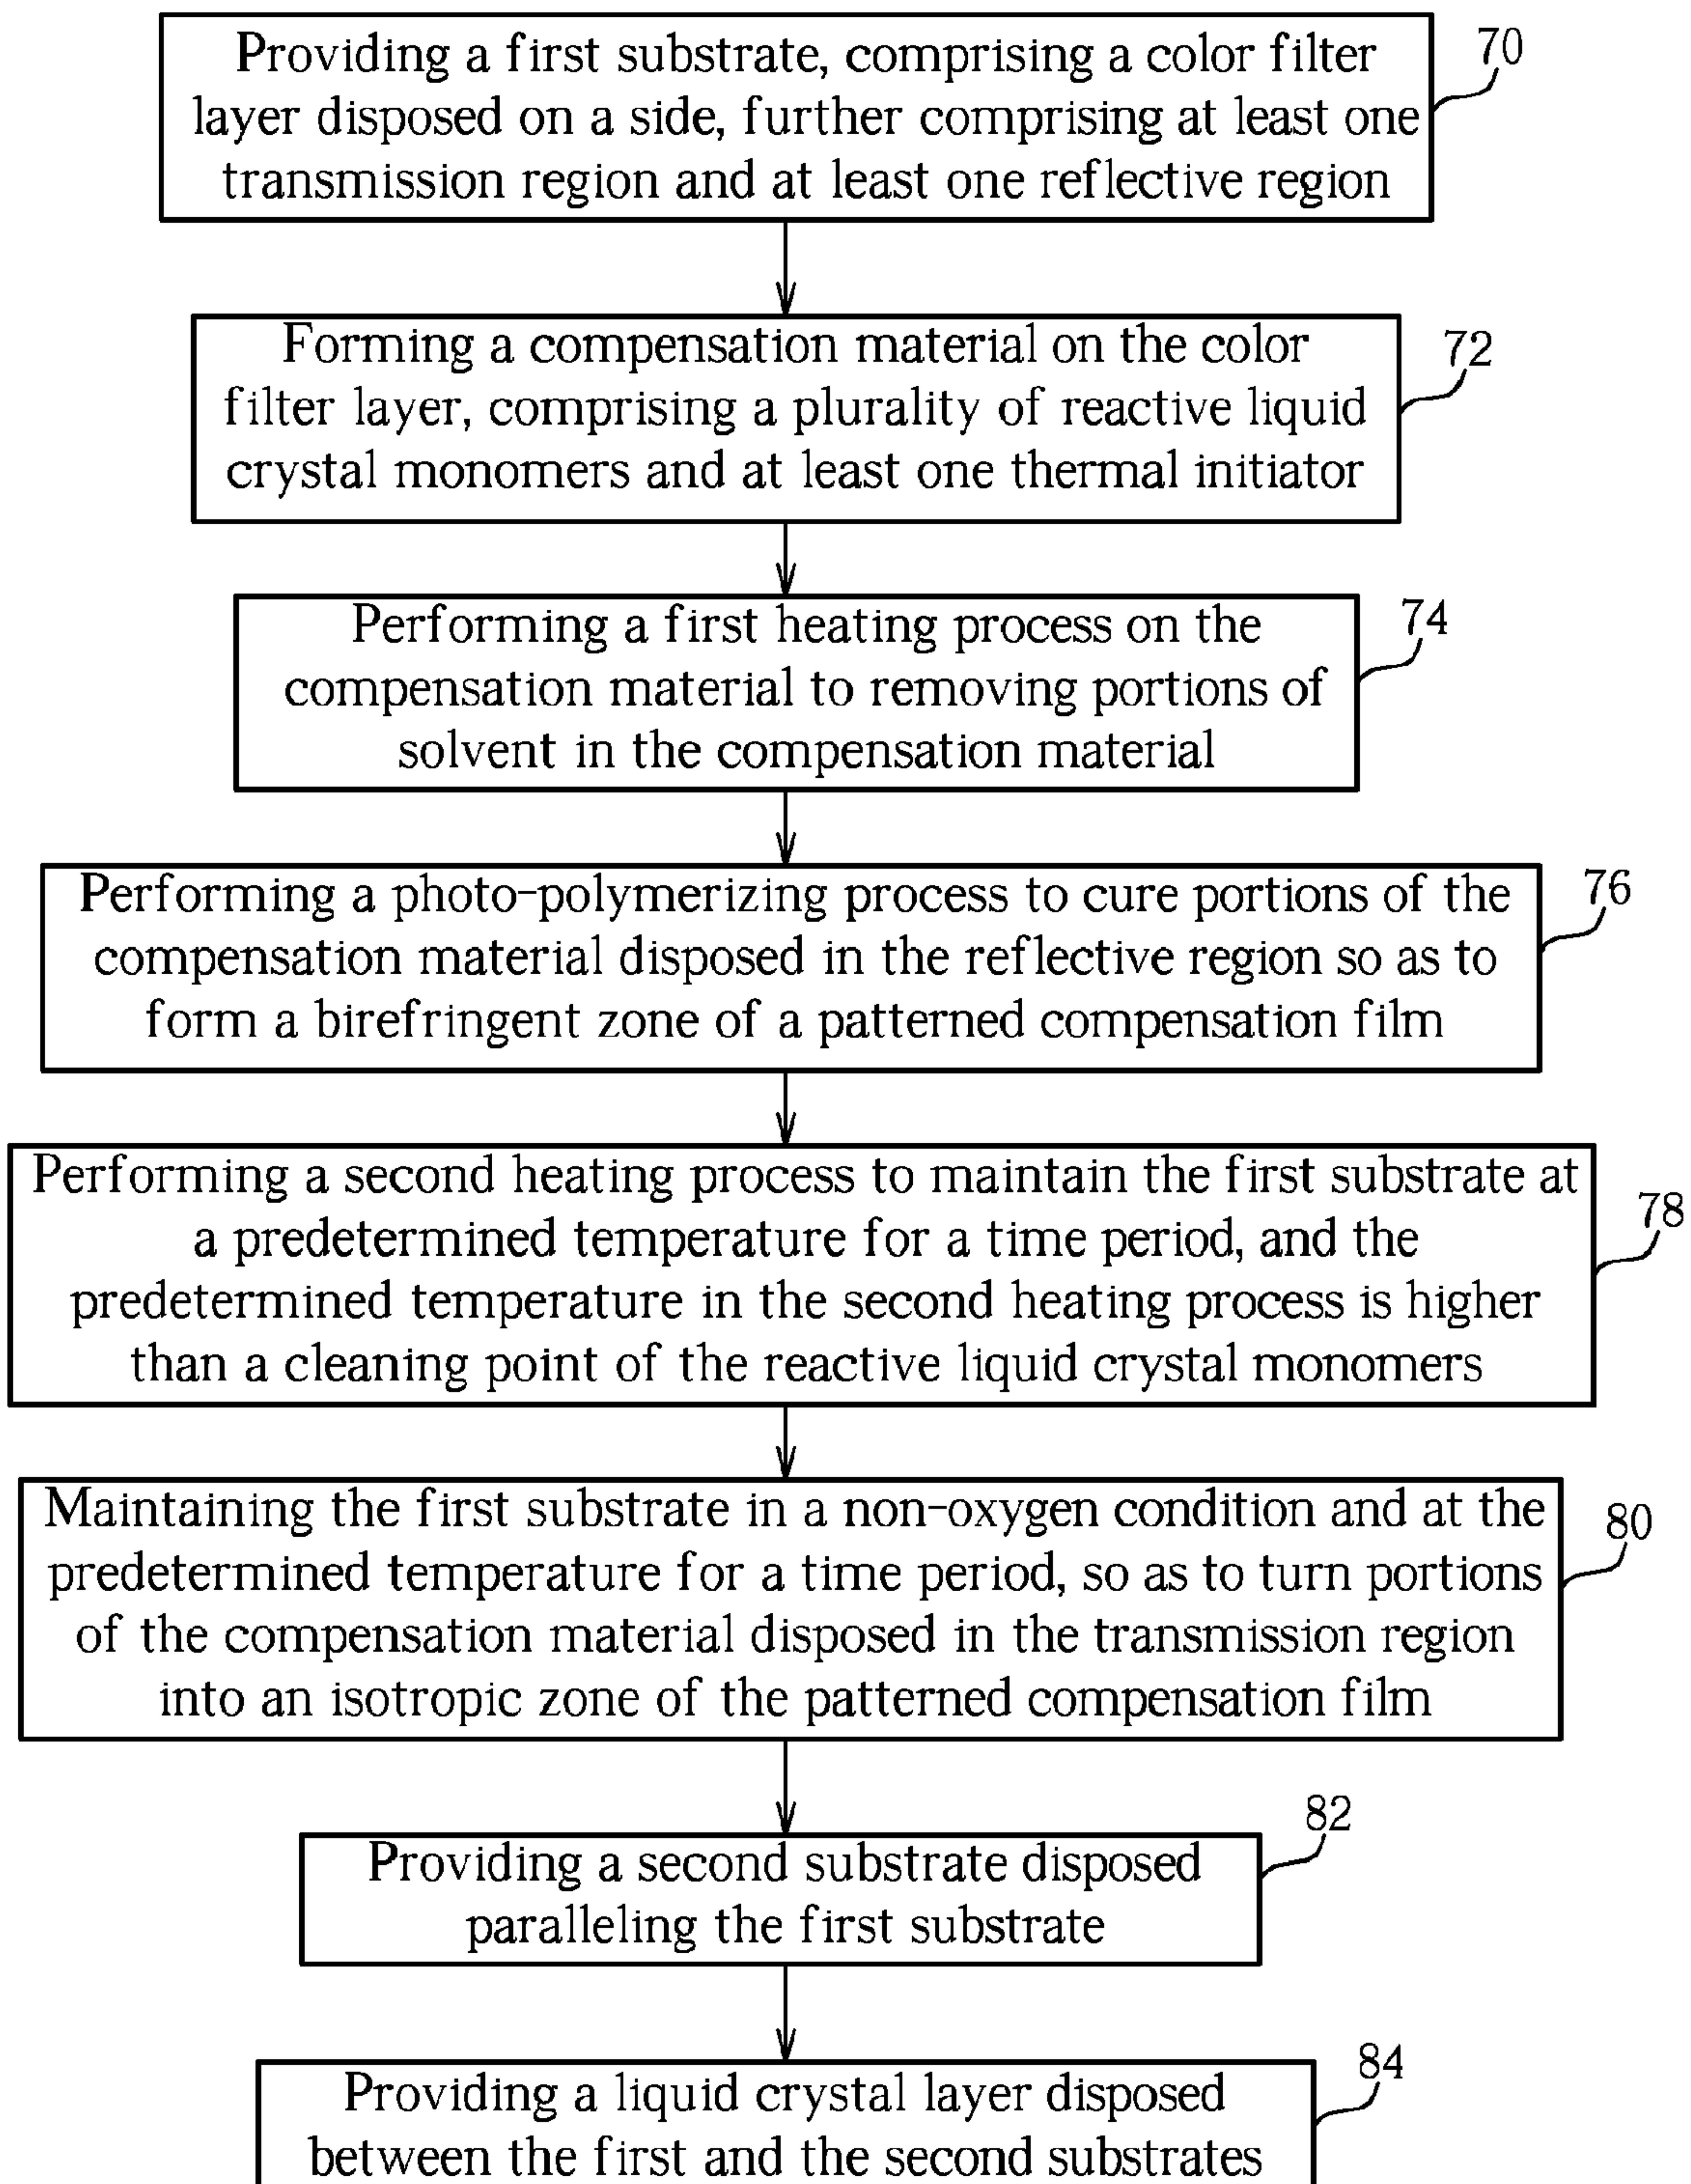 Providing a first substrate, comprising a color filter
layer disposed on a side, further comprising at least one
transmission region and at least one reflective region
70
Forming a compensation material on the color
filter layer, comprising a plurality of reactive liquid
crystal monomers and at least one thermal initiator
72
Performing a first heating process on the
compensation material to removing portions of
solvent in the compensation material
74
Performing a photo-polymerizing process to cure portions of the
compensation material disposed in the reflective region so as to
form a birefringent zone of a patterned compensation film
76
Performing a second heating process to maintain the first substrate at
a predetermined temperature for a time period, and the
predetermined temperature in the second heating process is higher
than a cleaning point of the reactive liquid crystal monomers
78
Maintaining the first substrate in a non-oxygen condition and at the
predetermined temperature for a time period, so as to turn portions
of the compensation material disposed in the transmission region
into an isotropic zone of the patterned compensation film
80
Providing a second substrate disposed
paralleling the first substrate
82
Providing a liquid crystal layer disposed
between the first and the second substrates
84